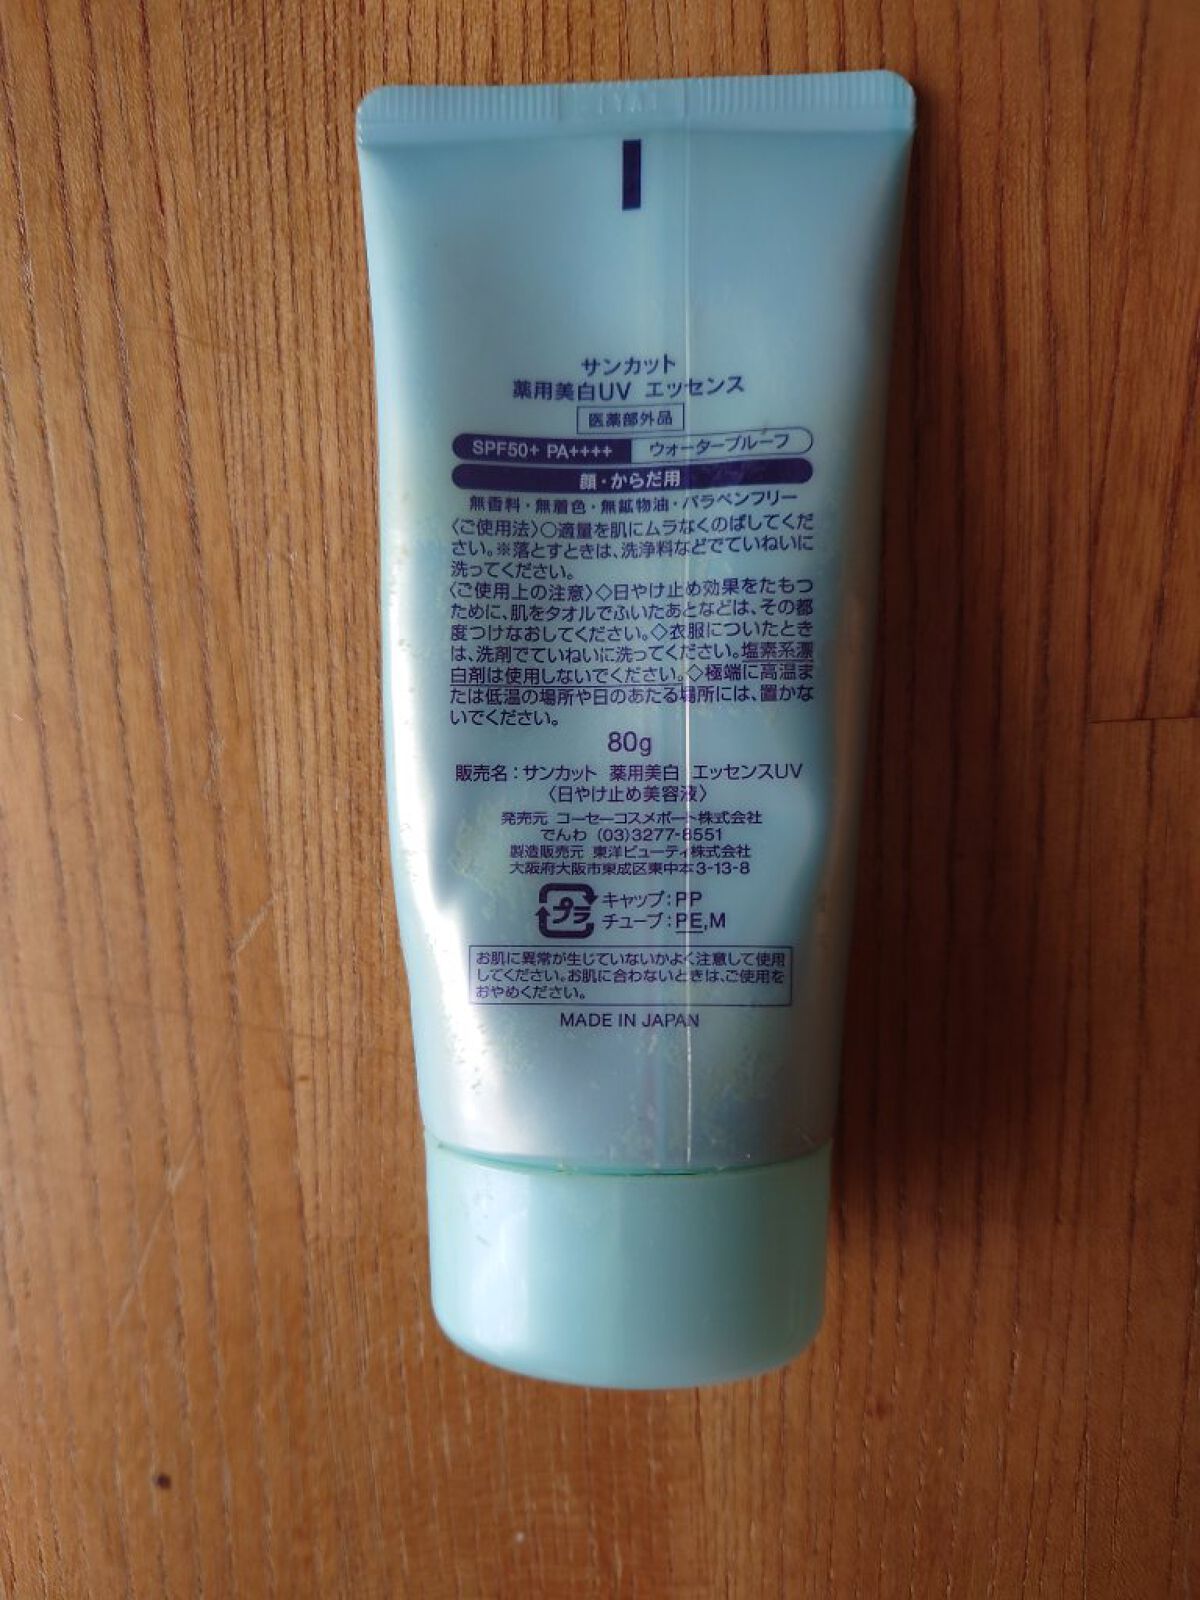 サンカット
薬用美白UV エッセンス
医薬部外品
SPF50+ PA++++ ウォータープルーフ
顔・からだ用
無香料・無着色・無鉱物油・パラベンフリー
〈ご使用法〉○適量を肌にムラなくのばしてくだ
さい。※落とすときは、洗浄料などでていねいに
洗ってください。
〈ご使用上の注意〉◇日やけ止め効果をたもつ
ために、肌をタオルでふいたあとなどは、その都
度つけなおしてください。◇衣服についたとき
は、洗剤でていねいに洗ってください。塩素系漂
白剤は使用しないでください。◇極端に高温ま
たは低温の場所や日のあたる場所には、置かな
いでください。
80g
販売名：サンカット 薬用美白 エッセンスUV
〈日やけ止め美容液〉
発売元 コーセーコスメポート株式会社
でんわ (03)3277-8551
製造販売元 東洋ビューティ株式会社
大阪府大阪市東成区東中本3-13-8
プラ キャップ：PP
チューブ：PE,M
お肌に異常が生じていないかよく注意して使用
してください。お肌に合わないときは、ご使用を
おやめください。
MADE IN JAPAN